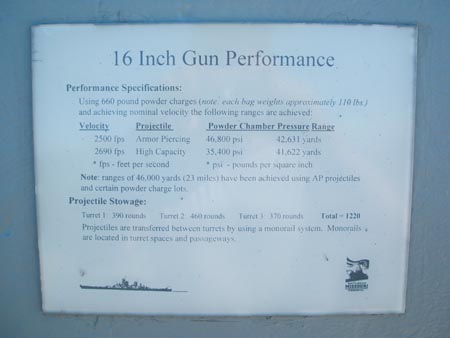 16 Inch Gun Performance
Performance Specifications:
Using 660 pound powder charges (note: each bag weights approximately 110 lbs.)
and achieving nominal velocity the following ranges are achieved:
Velocity Projectile Powder Chamber Pressure Range
2500 fps Armor Piercing 46,800 psi 42,631 yards
2690 fps High Capacity 35,400 psi 41,622 yards
* fps - feet per second * psi - pounds per square inch
Note: ranges of 46,000 yards (23 miles) have been achieved using AP projectiles
and certain powder charge lots.
Projectile Stowage:
Turret 1 390 rounds Turret 2 460 rounds Turret 3 370 rounds Total = 1220
Projectiles are transferred between turrets by using a monorail system. Monorails
are located in turret spaces and passageways.
MISSOURI